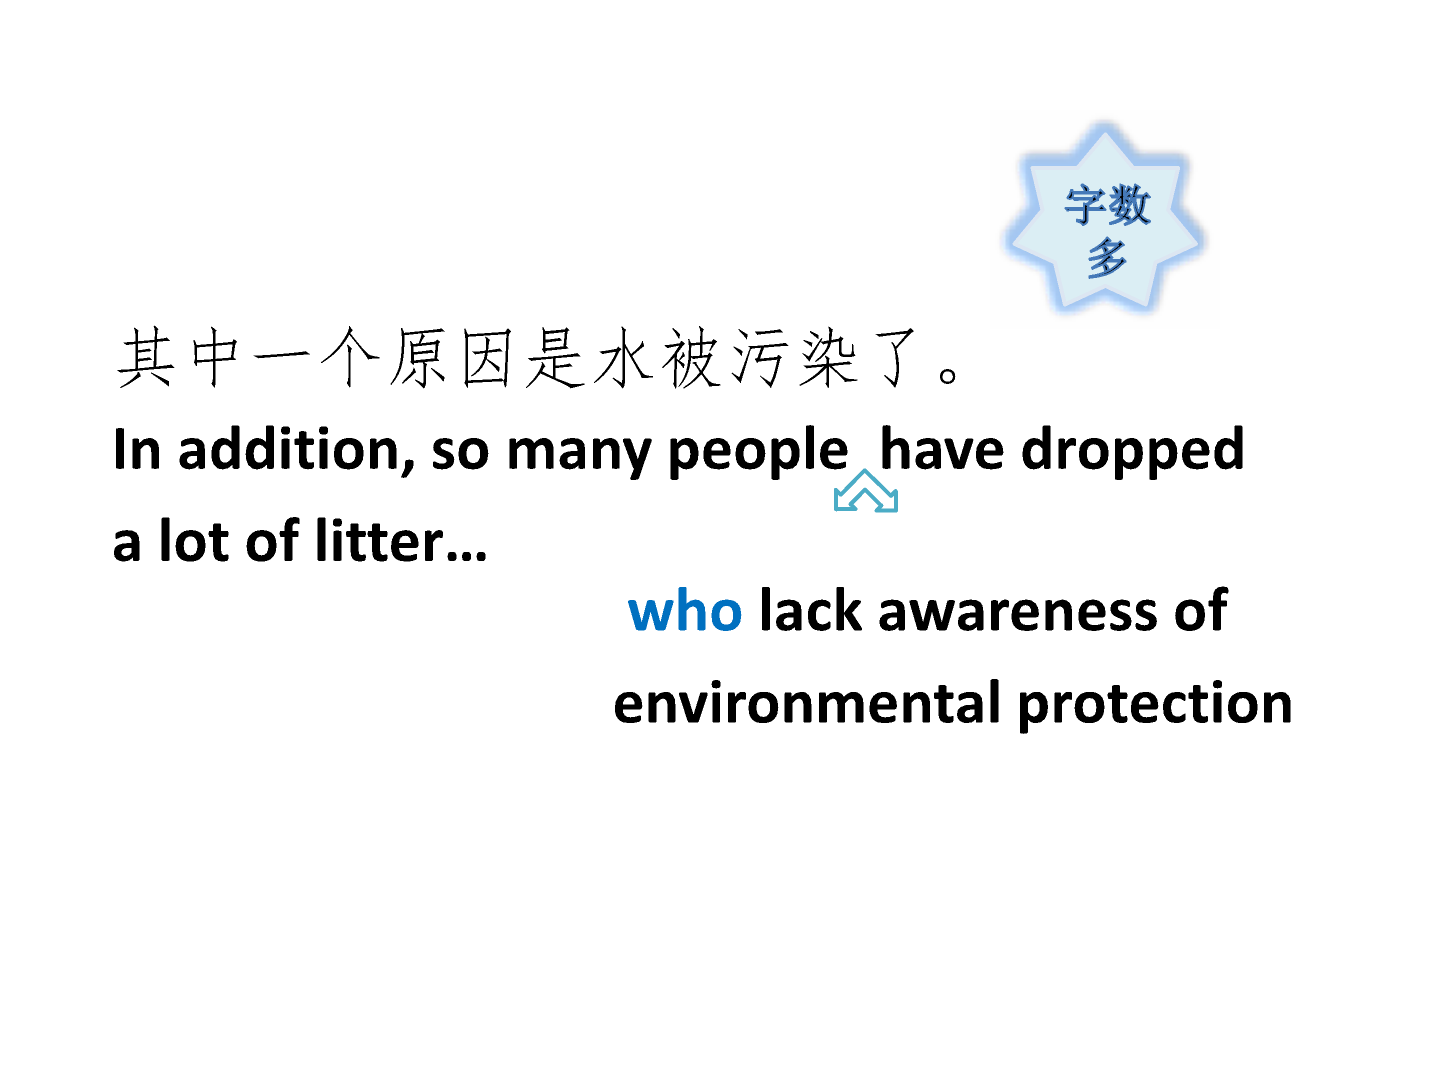 字数
多
其中一个原因是水被污染了。
In addition, so many people have dropped
a lot of litter…
who lack awareness of
environmental protection